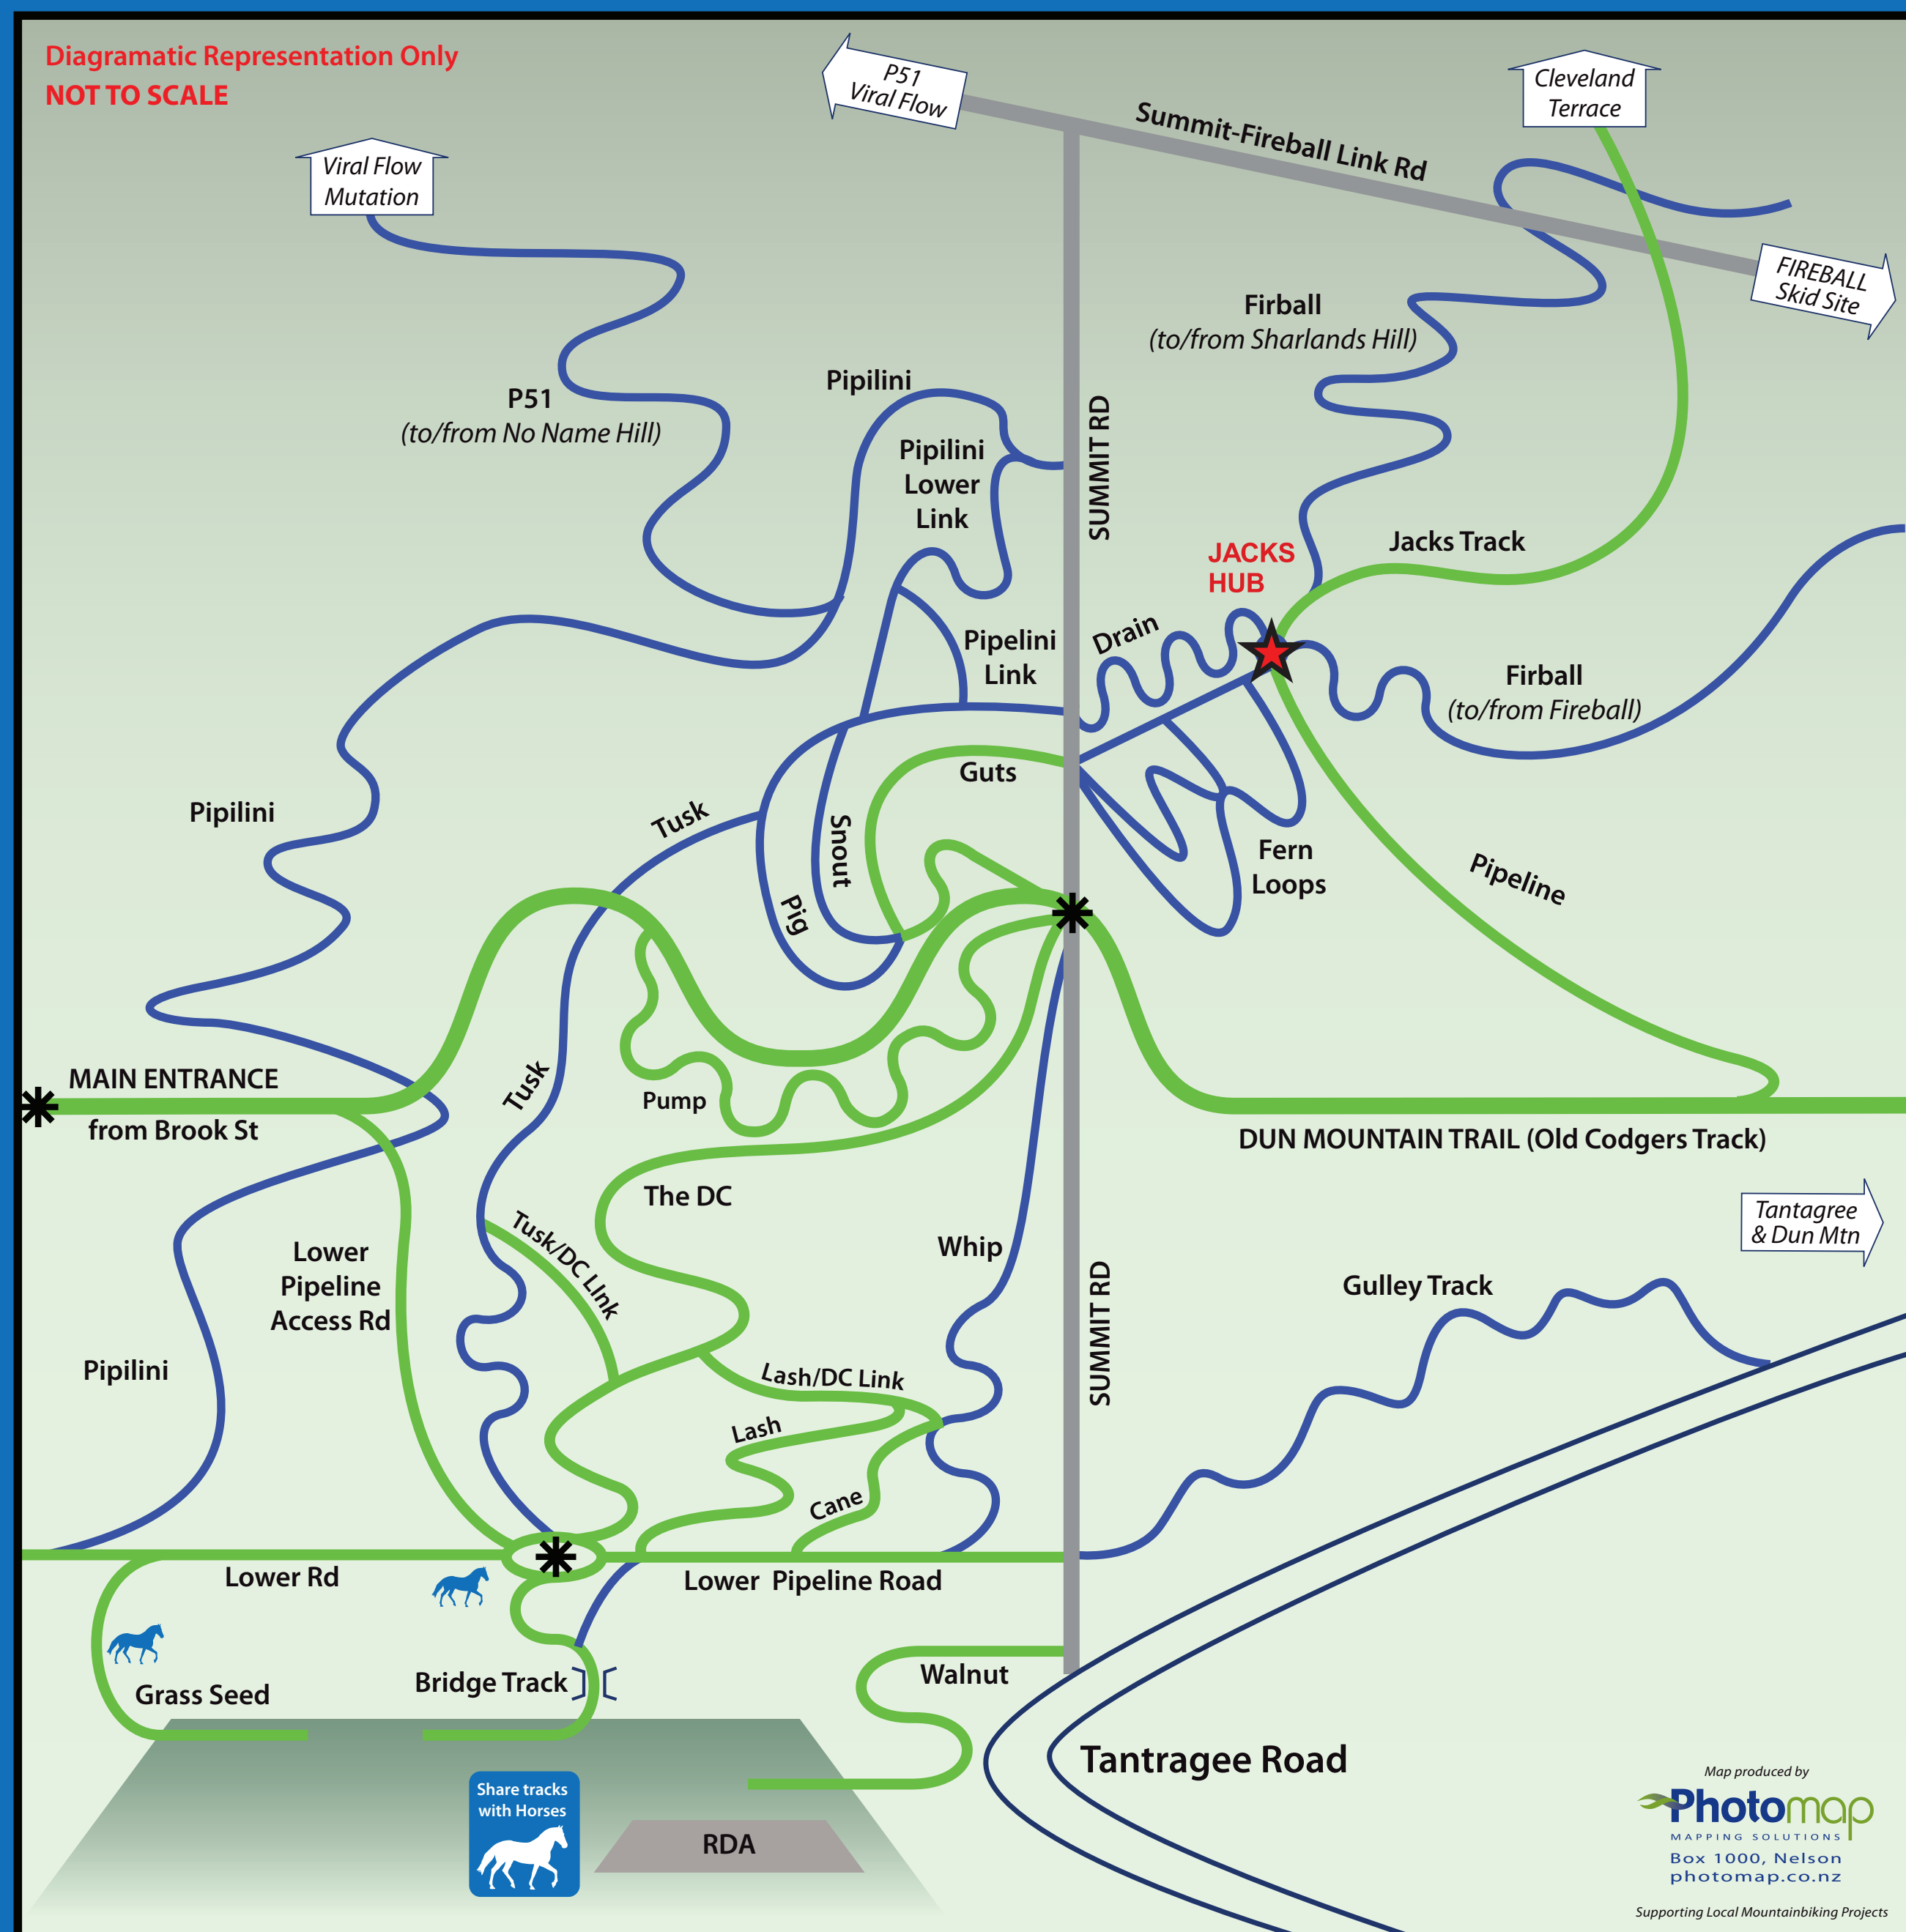 Diagramatic Representation Only
NOT TO SCALE
P51
Viral Flow
Summit-Fireball Link Rd
Cleveland
Terrace
Viral Flow
Mutation
FIREBALL
Skid Site
Firball
(to/from Sharlands Hill)
P51
(to/from No Name Hill)
Pipilini
Pipilini
Lower
Link
SUMMIT RD
JACKS
HUB
Jacks Track
Drain
Pipelini
Link
Firball
(to/from Fireball)
Guts
Pipilini
Tusk
Snout
Pig
Fern
Loops
Pipeline
MAIN ENTRANCE
from Brook St
Tusk
Pump
DUN MOUNTAIN TRAIL (Old Codgers Track)
The DC
Tantagree
& Dun Mtn
Lower
Pipeline
Access Rd
Tusk/DC LInk
Whip
SUMMIT RD
Gulley Track
Pipilini
Lash/DC Link
Lash
Cane
Lower Rd
Lower Pipeline Road
Grass Seed
Bridge Track
Walnut
Tantragee Road
Share tracks
with Horses
RDA
Map produced by
Photomap
MAPPING SOLUTIONS
Box 1000, Nelson
photomap.co.nz
Supporting Local Mountainbiking Projects